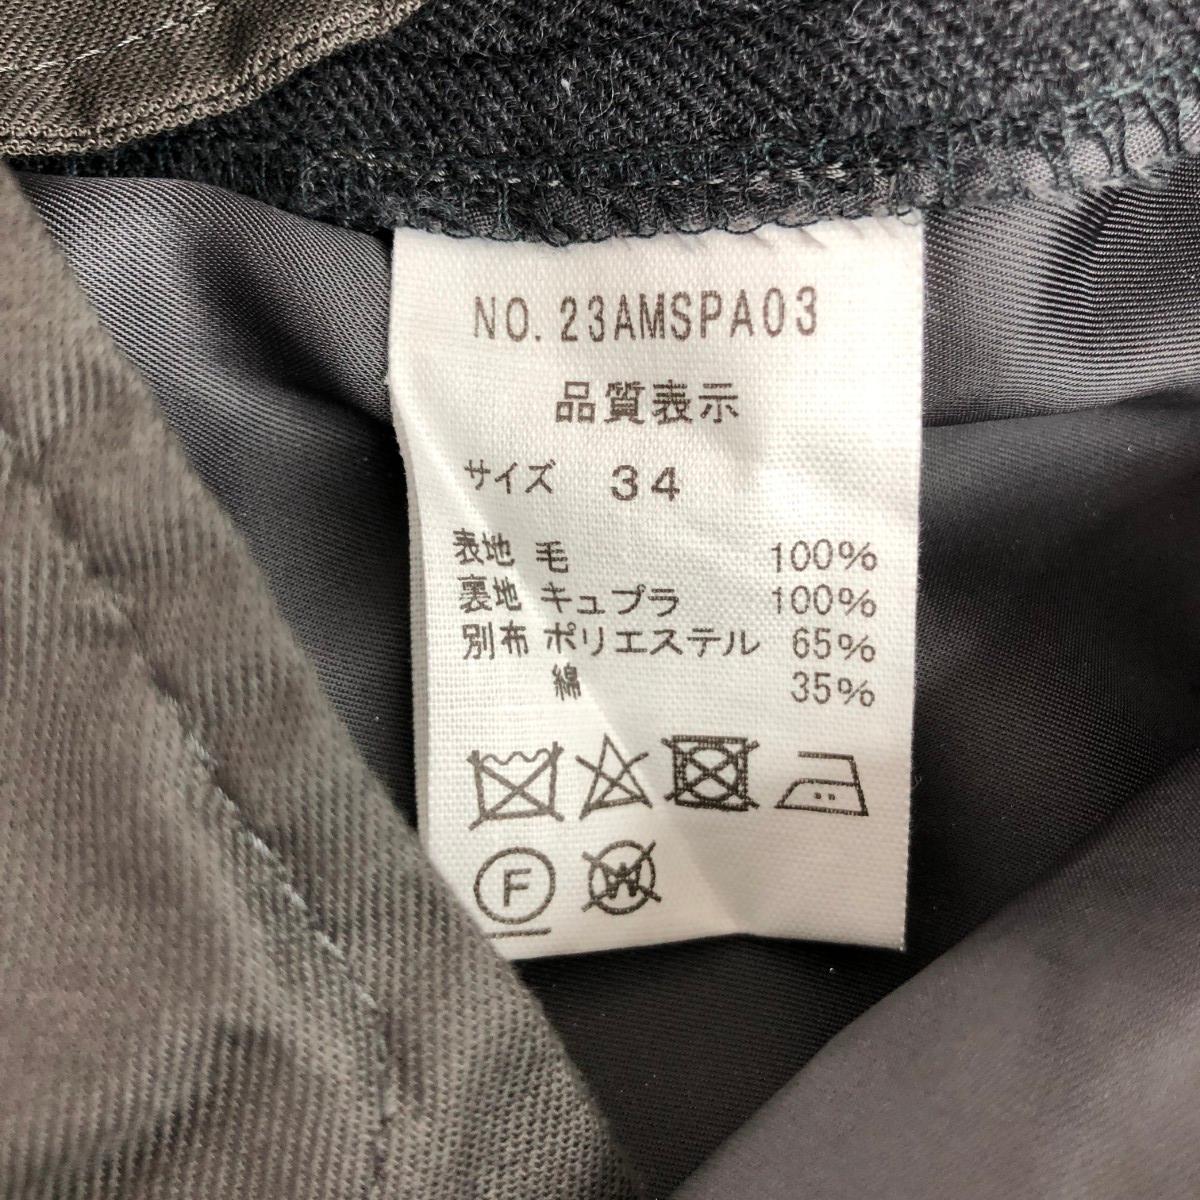 NO. 23AMSPA03
品質表示
サイズ 34
表地 毛 100%
裏地 キュプラ 100%
別布 ポリエステル 65%
綿 35%
F W